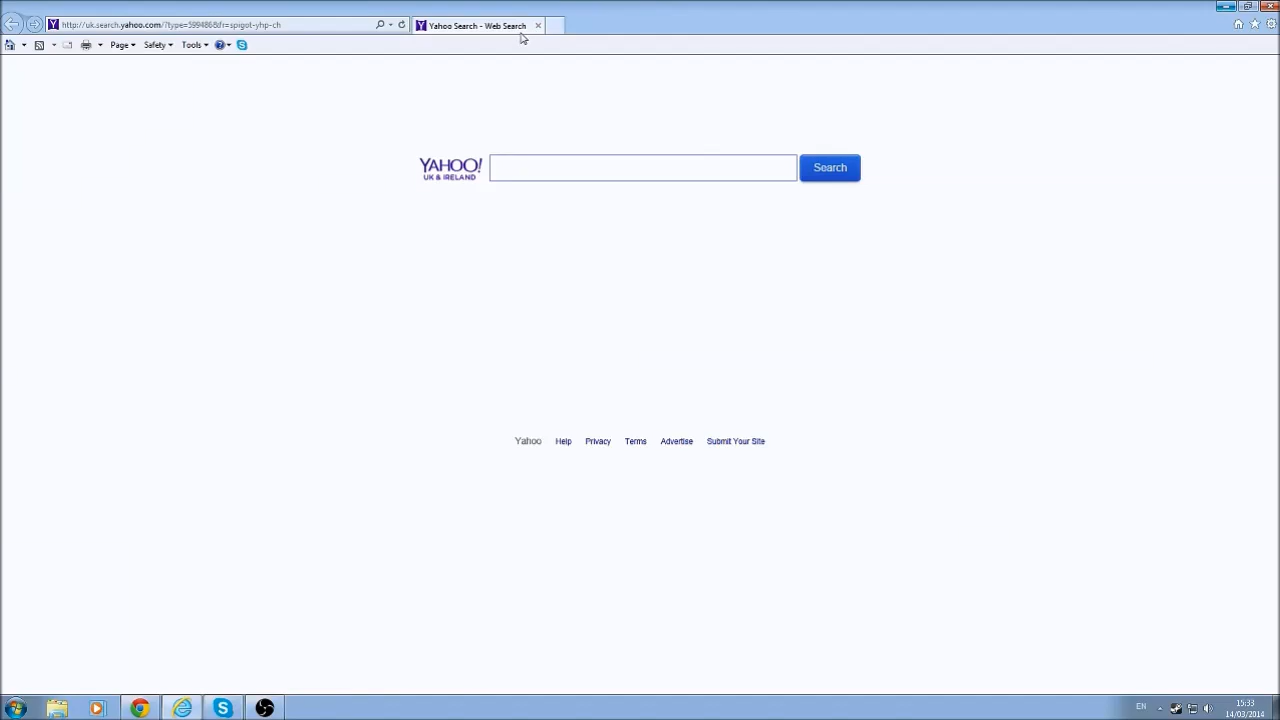 http://uk.search.yahoo.com/?type=599486&fr=spigot-yhp-ch
Yahoo Search - Web Search
Page
Safety
Tools
YAHOO!
UK & IRELAND
Search
Yahoo Help Privacy Terms Advertise Submit Your Site
EN
15:33
14/03/2014